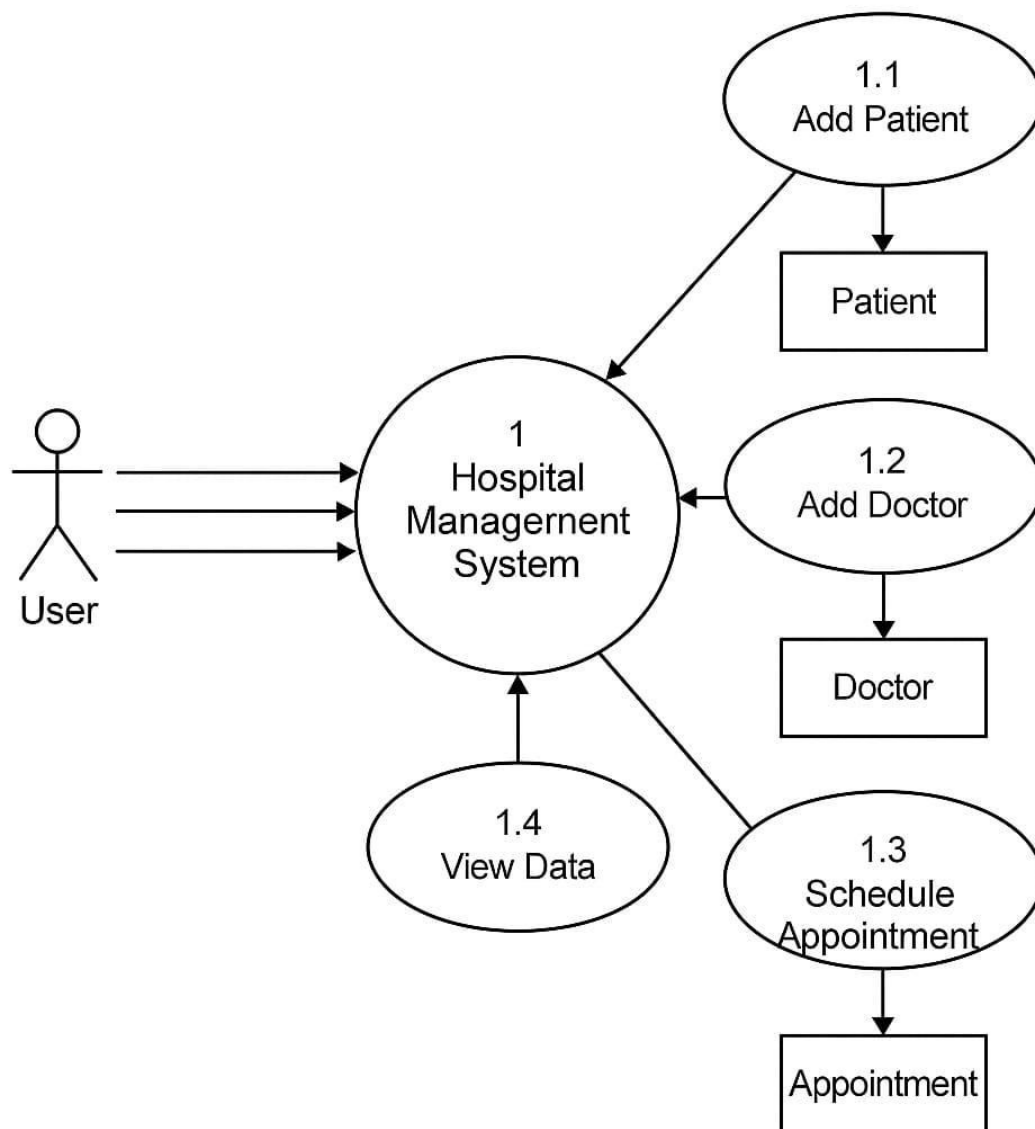 1.1
Add Patient
Patient
1
Hospital
Managernent
System
User
1.2
Add Doctor
Doctor
1.4
View Data
1.3
Schedule
Appointment
Appointment